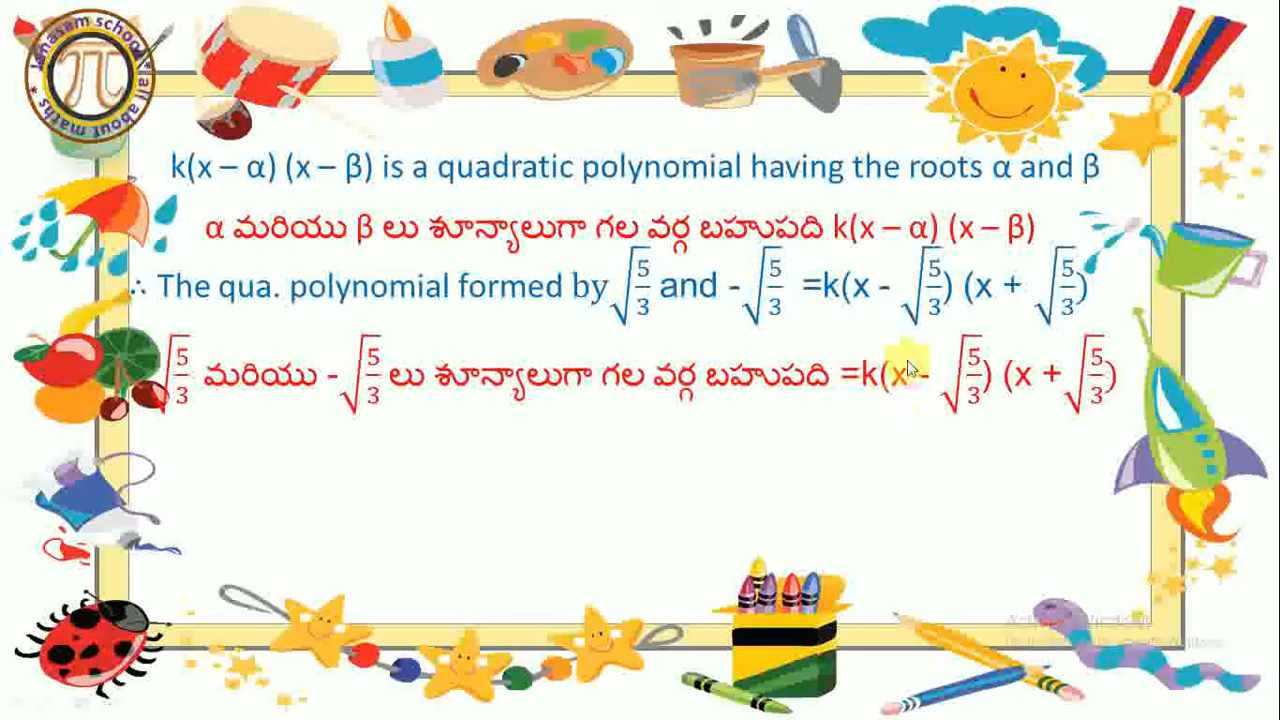 k(x – α) (x – β) is a quadratic polynomial having the roots α and β
α మరియు β లు శూన్యాలుగా గల వర్గ బహుపది k(x – α) (x – β)
∴ The qua. polynomial formed by √5/3 and -√5/3 =k(x - √5/3) (x + √5/3)
√5/3 మరియు -√5/3 లు శూన్యాలుగా గల వర్గ బహుపది =k(x - √5/3) (x +√5/3)
school * all about maths *
π